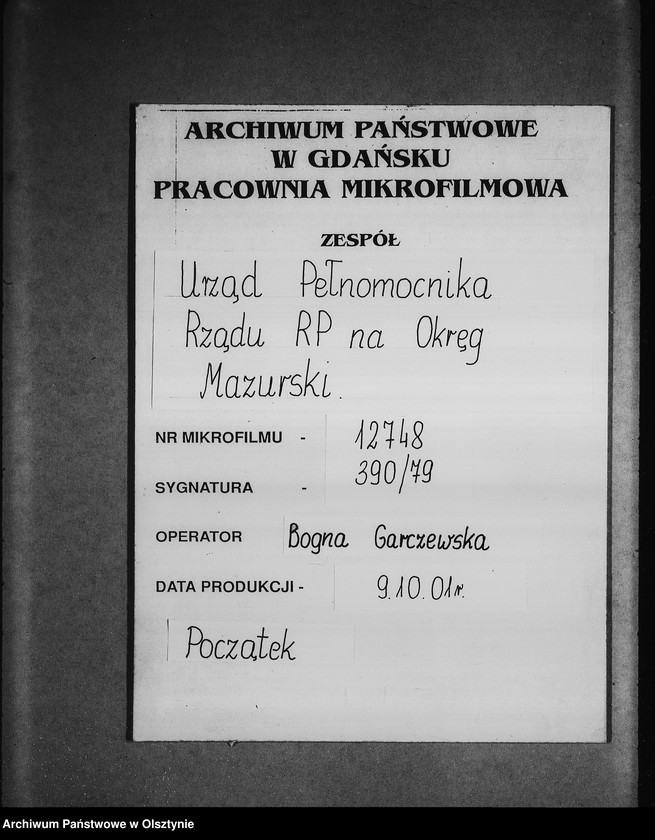 ARCHIWUM PAŃSTWOWE
W GDAŃSKU
PRACOWNIA MIKROFILMOWA
ZESPÓŁ
Urząd Pełnomocnika
Rządu RP na Okręg
Mazurski.
NR MIKROFILMU - 12748
SYGNATURA - 390/79
OPERATOR Bogna Garczewska
DATA PRODUKCJI - 9.10.01r.
Początek
Archiwum Państwowe w Olsztynie